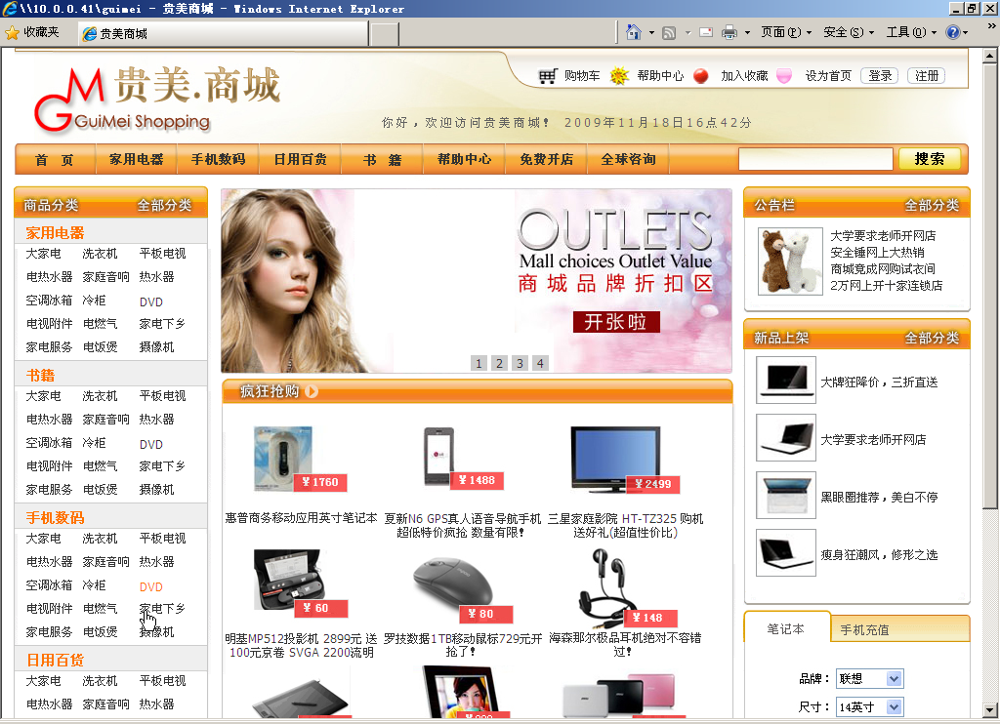 \\10.0.0.41\guimei - 贵美商城 - Windows Internet Explorer
收藏夹 贵美商城 页面(P) 安全(S) 工具(O) »
GM 贵美.商城
GuiMei Shopping
购物车 帮助中心 加入收藏 设为首页 登录 注册
你好，欢迎访问贵美商城！ 2009年11月18日16点42分
首 页 家用电器 手机数码 日用百货 书 籍 帮助中心 免费开店 全球咨询 搜索
商品分类 全部分类
家用电器
大家电 洗衣机 平板电视
电热水器 家庭音响 热水器
空调冰箱 冷柜 DVD
电视附件 电燃气 家电下乡
家电服务 电饭煲 摄像机
书籍
大家电 洗衣机 平板电视
电热水器 家庭音响 热水器
空调冰箱 冷柜 DVD
电视附件 电燃气 家电下乡
家电服务 电饭煲 摄像机
手机数码
大家电 洗衣机 平板电视
电热水器 家庭音响 热水器
空调冰箱 冷柜 DVD
电视附件 电燃气 家电下乡
家电服务 电饭煲 摄像机
日用百货
大家电 洗衣机 平板电视
电热水器 家庭音响 热水器
OUTLETS
Mall choices Outlet Value
商城品牌折扣区
开张啦
1 2 3 4
疯狂抢购
¥1760 ¥1488 ¥2499
惠普商务移动应用英寸笔记本 夏新N6 GPS真人语音导航手机 三星家庭影院 HT-TZ325 购机
超低特价疯抢 数量有限！ 送好礼(超值性价比)
¥ 60 ¥ 80 ¥ 148
明基MP512投影机 2899元 送 罗技数据1TB移动鼠标729元开 海森那尔极品耳机绝对不容错
100元京卷 SVGA 2200流明 抢了！ 过！
公告栏 全部分类
大学要求老师开网店
安全锤网上大热销
商城竟成网购试衣间
2万网上开十家连锁店
新品上架 全部分类
大牌狂降价，三折直送
大学要求老师开网店
黑眼圈推荐，美白不停
瘦身狂潮风，修形之选
笔记本 手机充值
品牌： 联想
尺寸： 14英寸